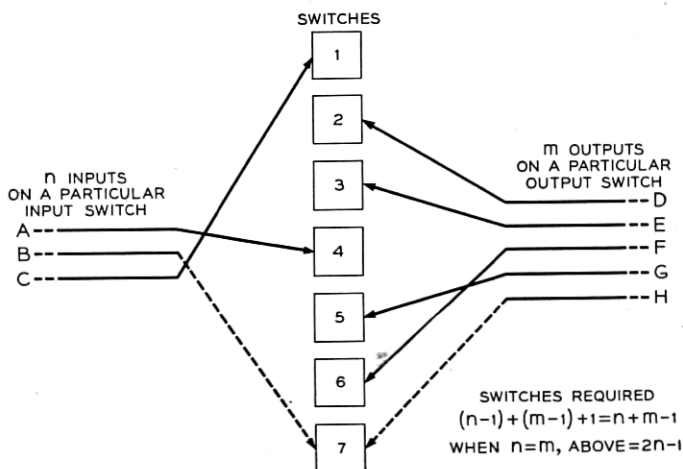 SWITCHES
1
2
3
4
5
6
7
n INPUTS
ON A PARTICULAR
INPUT SWITCH
A
B
C
m OUTPUTS
ON A PARTICULAR
OUTPUT SWITCH
D
E
F
G
H
SWITCHES REQUIRED
(n-1)+(m-1)+1=n+m-1
WHEN n=m, ABOVE=2n-1